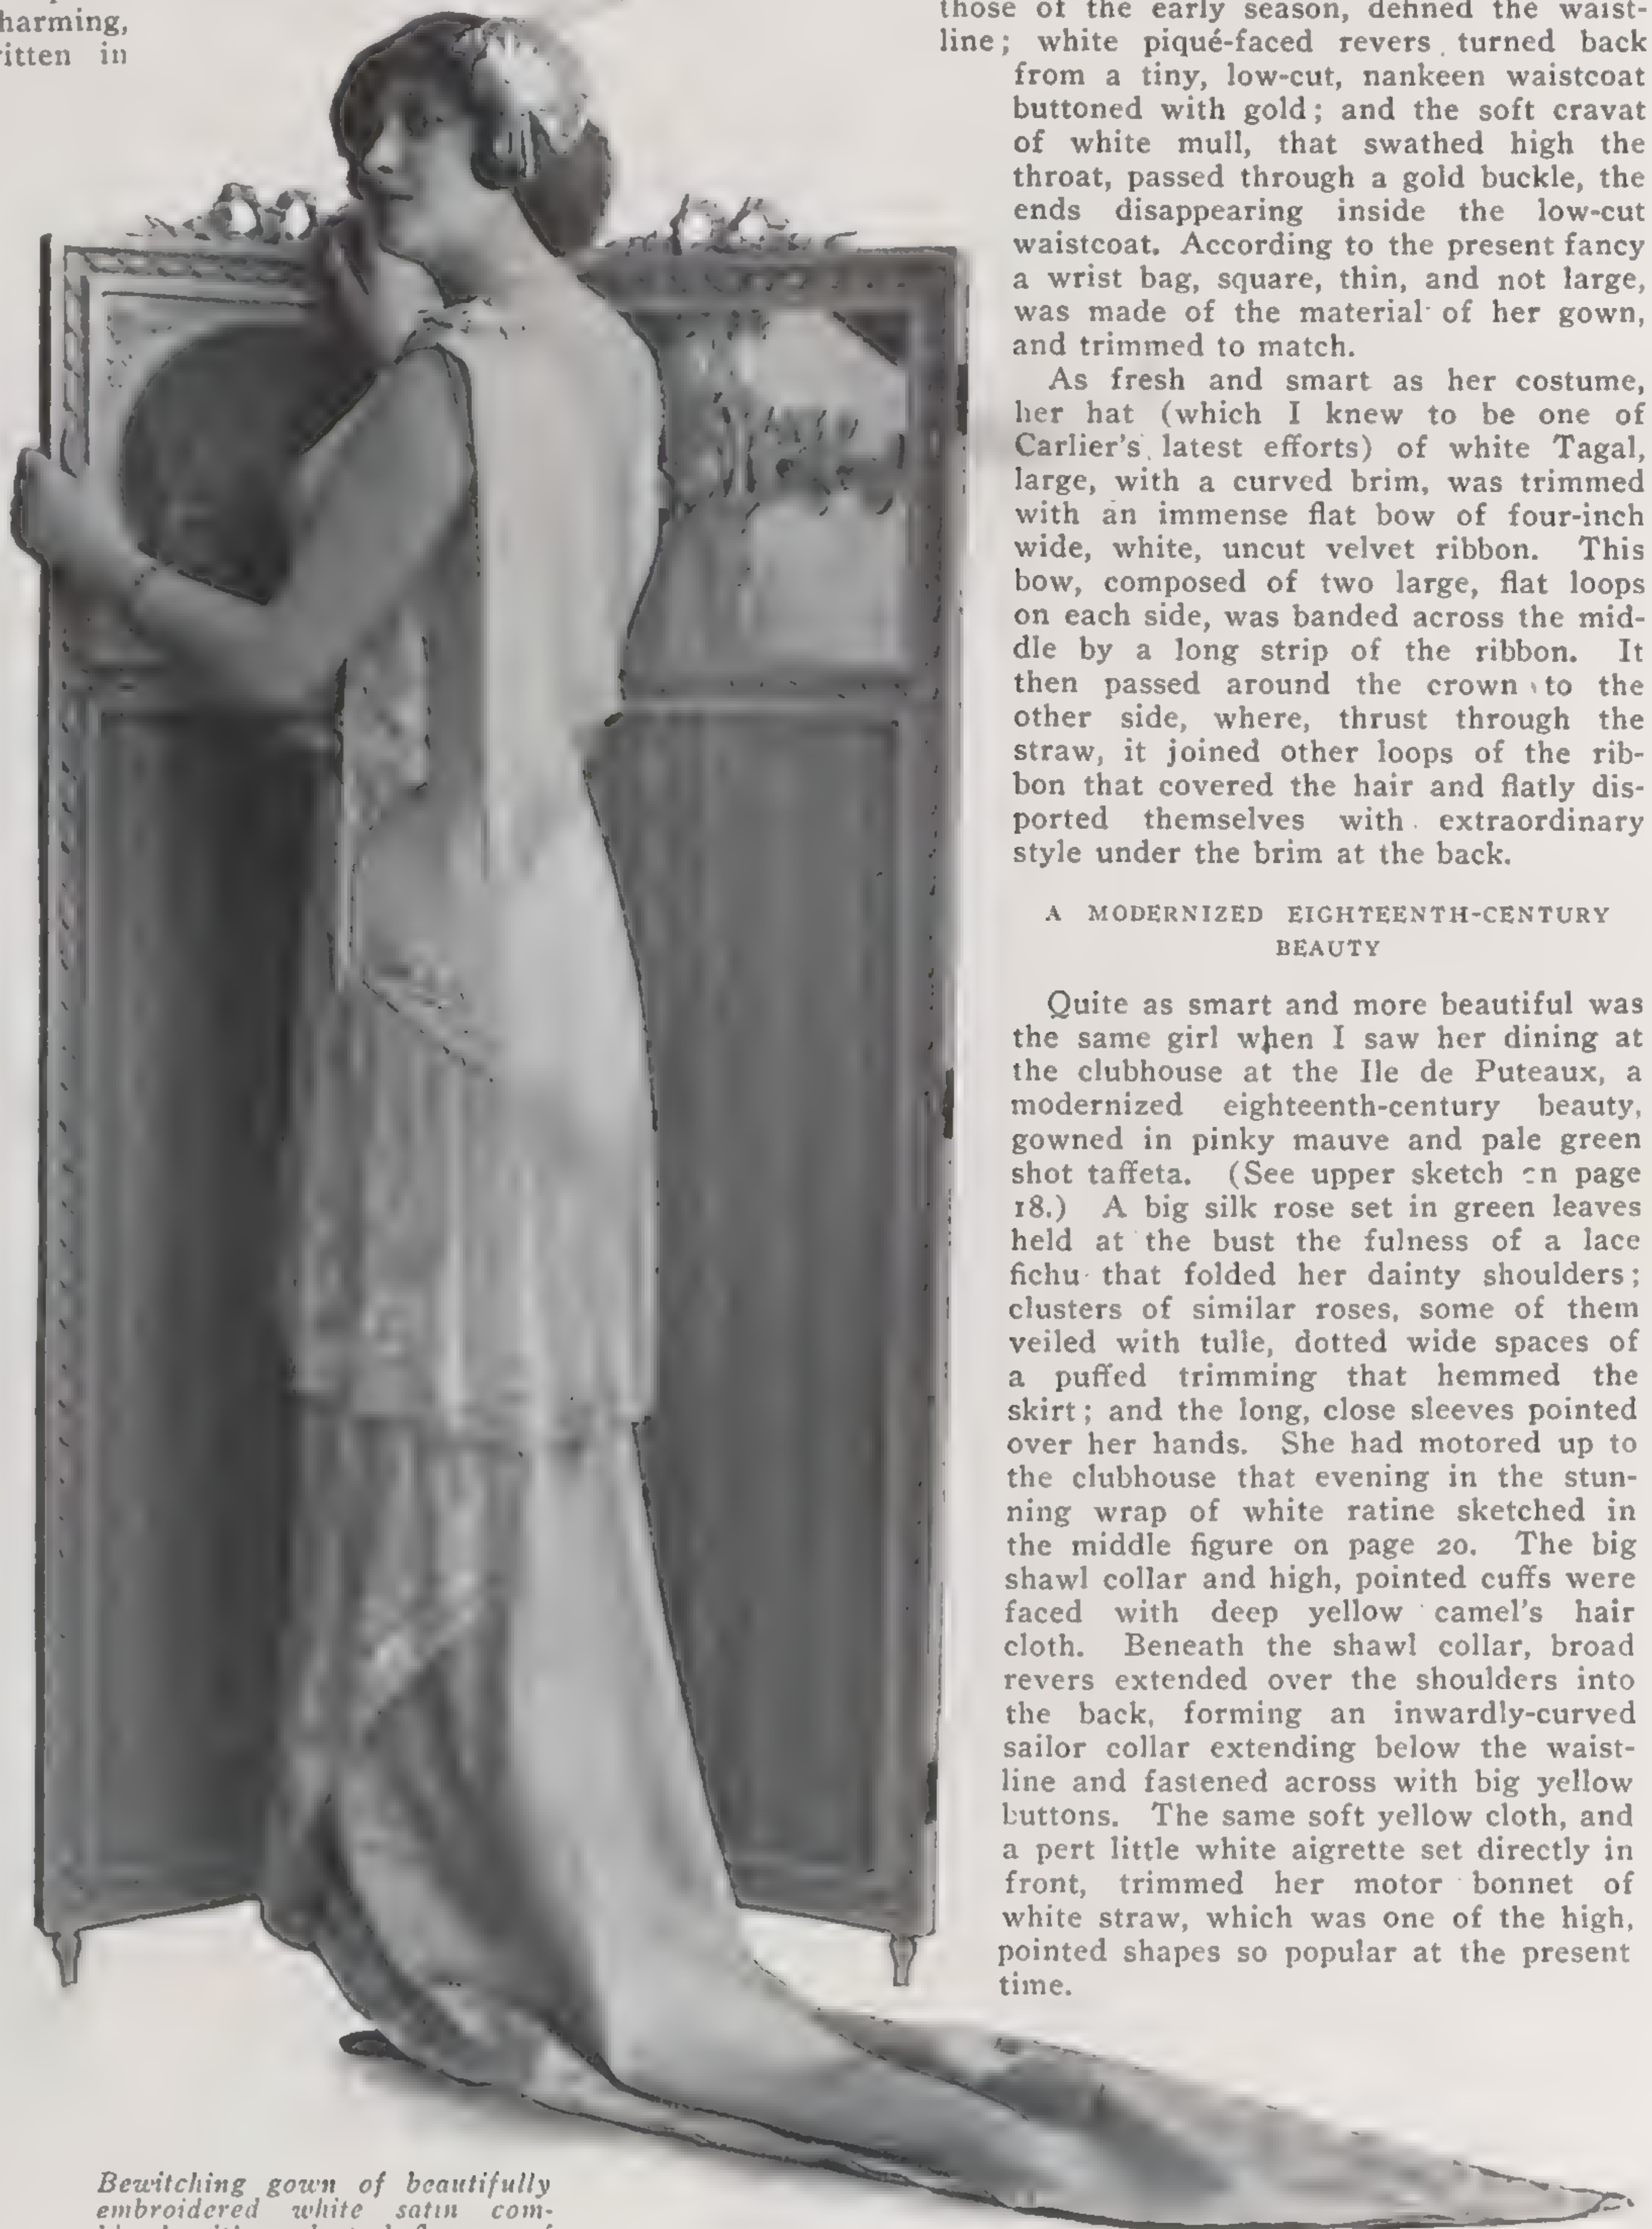 harming,
itten in
those of the early season, defined the waist-
line; white piqué-faced revers turned back
from a tiny, low-cut, nankeen waistcoat
buttoned with gold; and the soft cravat
of white mull, that swathed high the
throat, passed through a gold buckle, the
ends disappearing inside the low-cut
waistcoat. According to the present fancy
a wrist bag, square, thin, and not large,
was made of the material of her gown,
and trimmed to match.
As fresh and smart as her costume,
her hat (which I knew to be one of
Carlier's latest efforts) of white Tagal,
large, with a curved brim, was trimmed
with an immense flat bow of four-inch
wide, white, uncut velvet ribbon. This
bow, composed of two large, flat loops
on each side, was banded across the mid-
dle by a long strip of the ribbon. It
then passed around the crown to the
other side, where, thrust through the
straw, it joined other loops of the rib-
bon that covered the hair and flatly dis-
ported themselves with extraordinary
style under the brim at the back.
A MODERNIZED EIGHTEENTH-CENTURY
BEAUTY
Quite as smart and more beautiful was
the same girl when I saw her dining at
the clubhouse at the Ile de Puteaux, a
modernized eighteenth-century beauty,
gowned in pinky mauve and pale green
shot taffeta. (See upper sketch on page
18.) A big silk rose set in green leaves
held at the bust the fulness of a lace
fichu that folded her dainty shoulders;
clusters of similar roses, some of them
veiled with tulle, dotted wide spaces of
a puffed trimming that hemmed the
skirt; and the long, close sleeves pointed
over her hands. She had motored up to
the clubhouse that evening in the stun-
ning wrap of white ratine sketched in
the middle figure on page 20. The big
shawl collar and high, pointed cuffs were
faced with deep yellow camel's hair
cloth. Beneath the shawl collar, broad
revers extended over the shoulders into
the back, forming an inwardly-curved
sailor collar extending below the waist-
line and fastened across with big yellow
buttons. The same soft yellow cloth, and
a pert little white aigrette set directly in
front, trimmed her motor bonnet of
white straw, which was one of the high,
pointed shapes so popular at the present
time.
Bewitching gown of beautifully
embroidered white satin com-